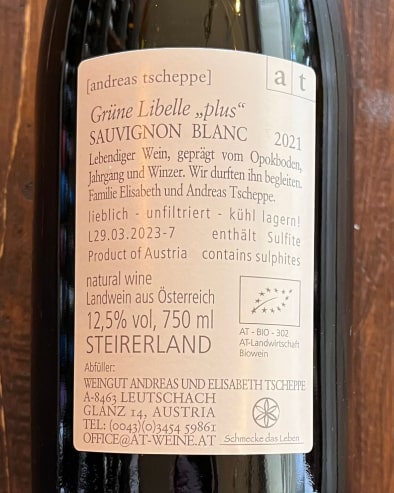 a t
[andreas tscheppe]
Grüne Libelle „plus“
SAUVIGNON BLANC 2021
Lebendiger Wein, geprägt vom Opokboden,
Jahrgang und Winzer. Wir durften ihn begleiten.
Familie Elisabeth und Andreas Tscheppe.
lieblich - unfiltriert - kühl lagern!
L29.03.2023-7 enthält Sulfite
Product of Austria contains sulphites
natural wine
Landwein aus Österreich
12,5% vol, 750 ml
STEIRERLAND
AT - BIO - 302
AT-Landwirtschaft
Biowein
Abfüller:
WEINGUT ANDREAS UND ELISABETH TSCHEPPE
A-8463 LEUTSCHACH
GLANZ 14, AUSTRIA
TEL: (0043)(0)3454 59861
OFFICE@AT-WEINE.AT
Schmecke das Leben